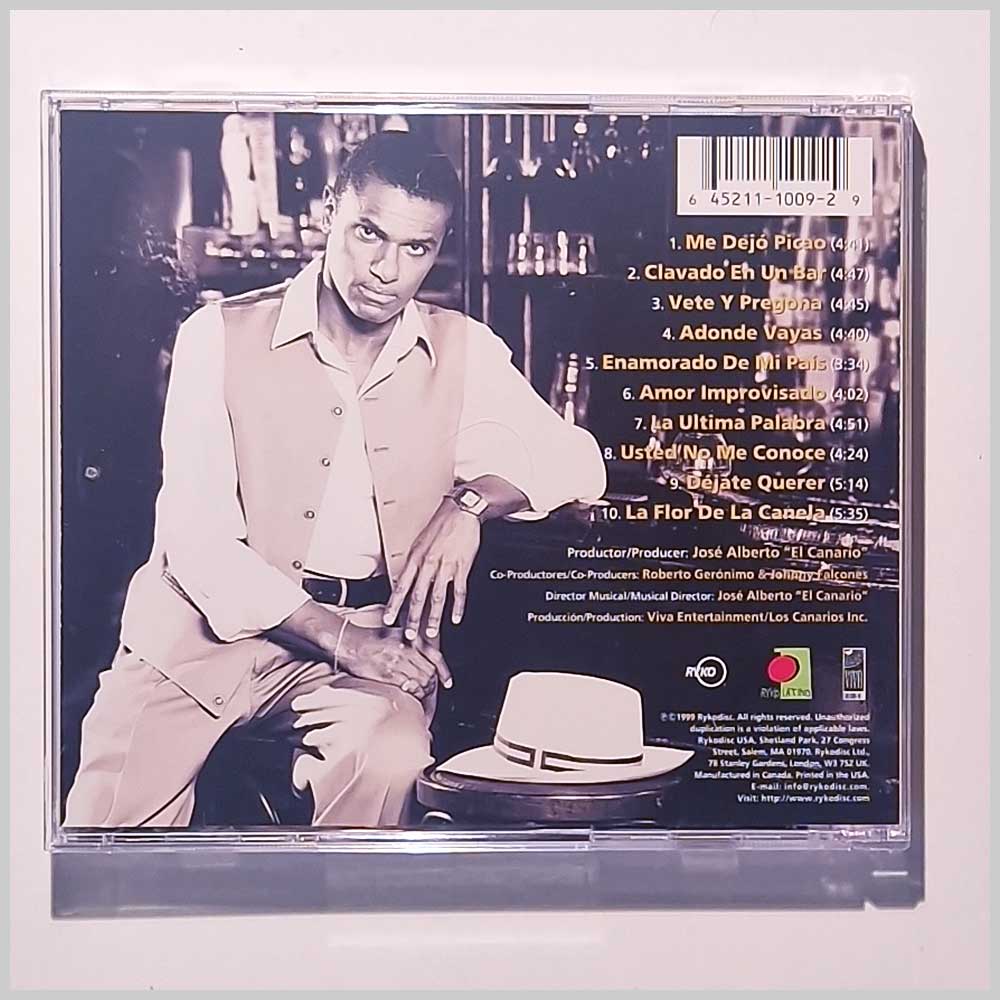 6 45211-1009-2 9
1. Me Dejó Picao (4:41)
2. Clavado En Un Bar (4:47)
3. Vete Y Pregona (4:45)
4. Adonde Vayas (4:40)
5. Enamorado De Mi País (3:34)
6. Amor Improvisado (4:02)
7. La Ultima Palabra (4:51)
8. Usted No Me Conoce (4:24)
9. Déjate Querer (5:14)
10. La Flor De La Canela (5:35)
Productor/Producer: José Alberto "El Canario"
Co-Productores/Co-Producers: Roberto Gerónimo & Johnny Falcones
Director Musical/Musical Director: José Alberto "El Canario"
Producción/Production: Viva Entertainment/Los Canarios Inc.
RYKO
RYKO LATINO
℗©1999 Rykodisc. All rights reserved. Unauthorized
duplication is a violation of applicable laws.
Rykodisc USA, Shetland Park, 27 Congress
Street, Salem, MA 01970. Rykodisc Ltd.,
78 Stanley Gardens, London, W3 7SZ UK.
Manufactured in Canada. Printed in the USA.
E-mail: info@rykodisc.com.
Visit: http://www.rykodisc.com